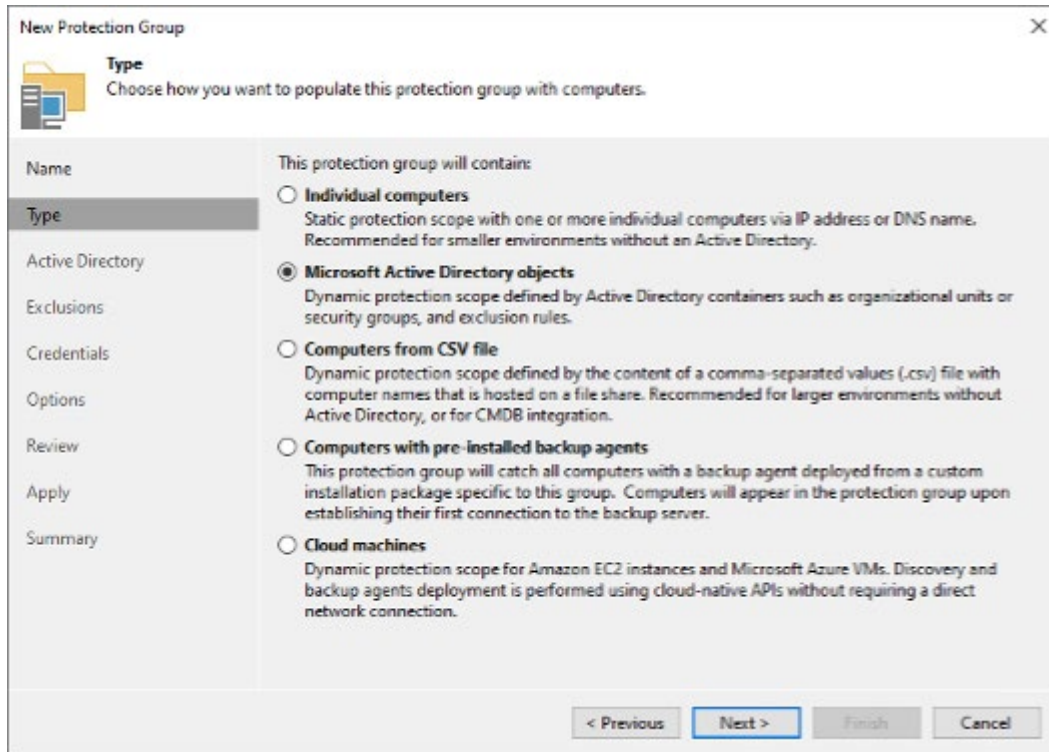 New Protection Group
Type
Choose how you want to populate this protection group with computers.
Name
Type
Active Directory
Exclusions
Credentials
Options
Review
Apply
Summary
This protection group will contain:
Individual computers
Static protection scope with one or more individual computers via IP address or DNS name.
Recommended for smaller environments without an Active Directory.
Microsoft Active Directory objects
Dynamic protection scope defined by Active Directory containers such as organizational units or
security groups, and exclusion rules.
Computers from CSV file
Dynamic protection scope defined by the content of a comma-separated values (.csv) file with
computer names that is hosted on a file share. Recommended for larger environments without
Active Directory, or for CMDB integration.
Computers with pre-installed backup agents
This protection group will catch all computers with a backup agent deployed from a custom
installation package specific to this group. Computers will appear in the protection group upon
establishing their first connection to the backup server.
Cloud machines
Dynamic protection scope for Amazon EC2 instances and Microsoft Azure VMs. Discovery and
backup agents deployment is performed using cloud-native APIs without requiring a direct
network connection.
< Previous
Next >
Finish
Cancel